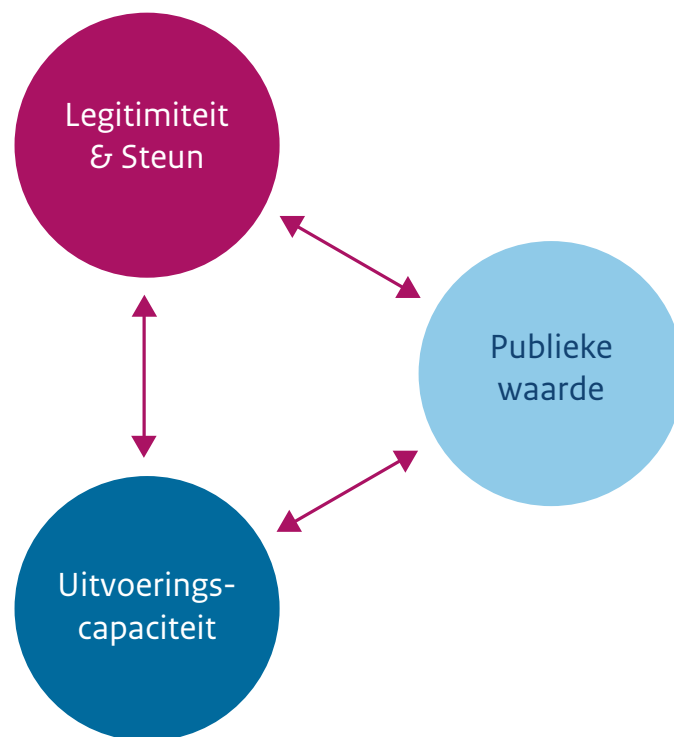 Legitimiteit
& Steun
Publieke
waarde
Uitvoerings-
capaciteit